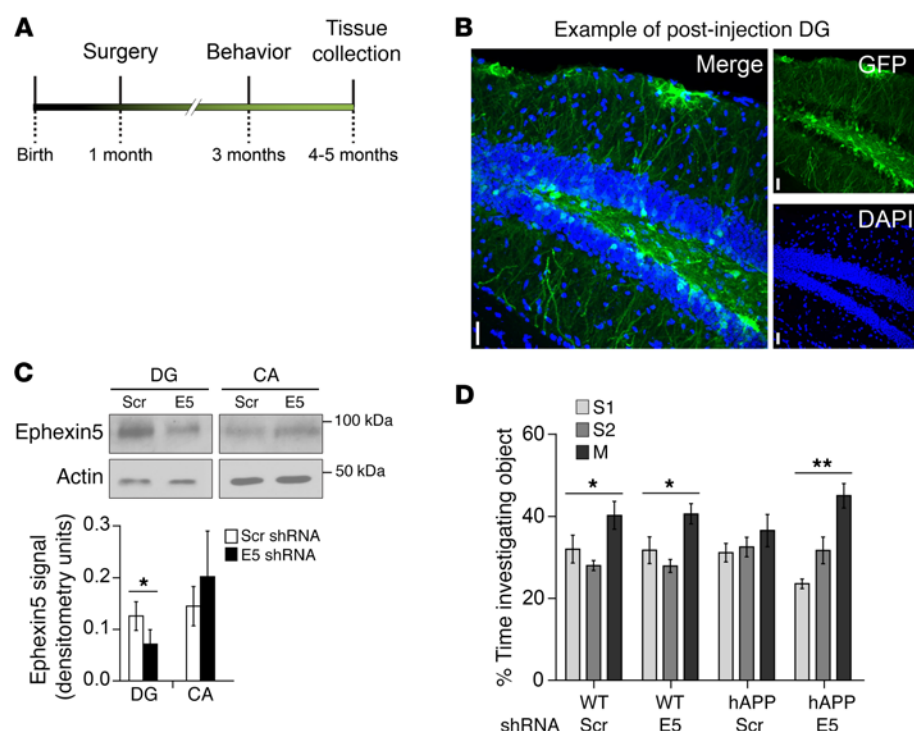 A
Surgery
Behavior
Tissue
collection
Birth
1 month
3 months
4-5 months
B
Example of post-injection DG
Merge
GFP
DAPI
C
DG
CA
Scr
E5
Scr
E5
Ephexin5
100 kDa
Actin
50 kDa
Ephexin5 signal
(densitometry units)
0.3
0.2
0.1
0.0
*
Scr shRNA
E5 shRNA
DG
CA
D
S1
S2
M
% Time investigating object
60
40
20
0
*
*
**
WT
WT
hAPP
hAPP
shRNA
Scr
E5
Scr
E5